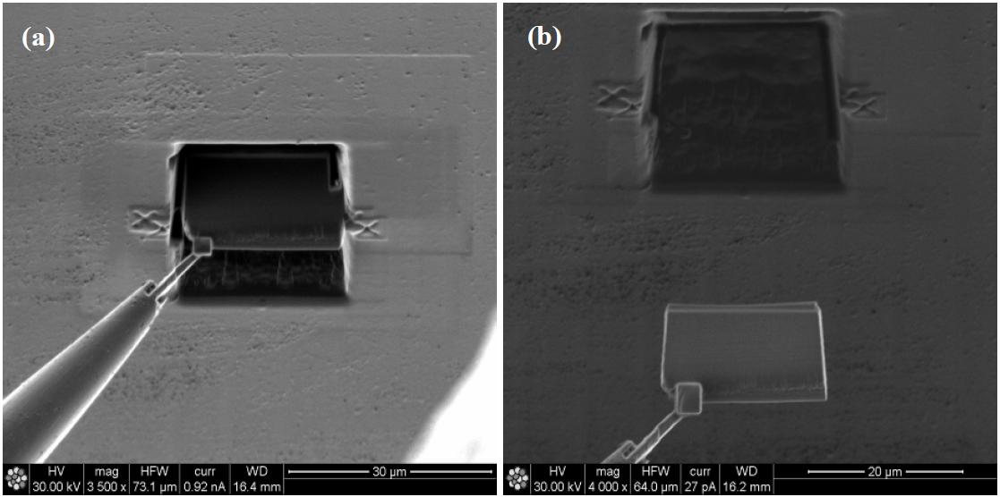 (a)
(b)
HV mag HFW curr WD
30.00 kV 3 500 x 73.1 µm 0.92 nA 16.4 mm
30 µm
HV mag HFW curr WD
30.00 kV 4 000 x 64.0 µm 27 pA 16.2 mm
20 µm